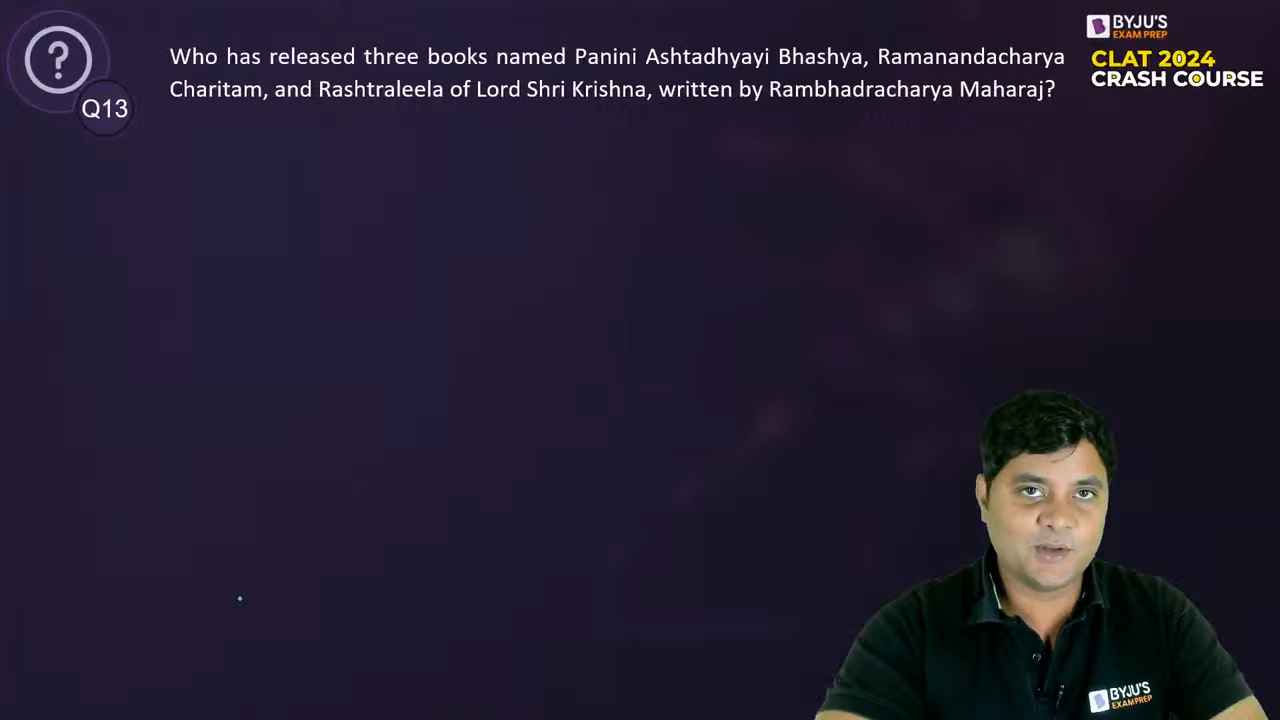 ?
Q13
Who has released three books named Panini Ashtadhyayi Bhashya, Ramanandacharya
Charitam, and Rashtraleela of Lord Shri Krishna, written by Rambhadracharya Maharaj?
BYJU'S
EXAM PREP
CLAT 2024
CRASH COURSE
BYJU'S
EXAM PREP